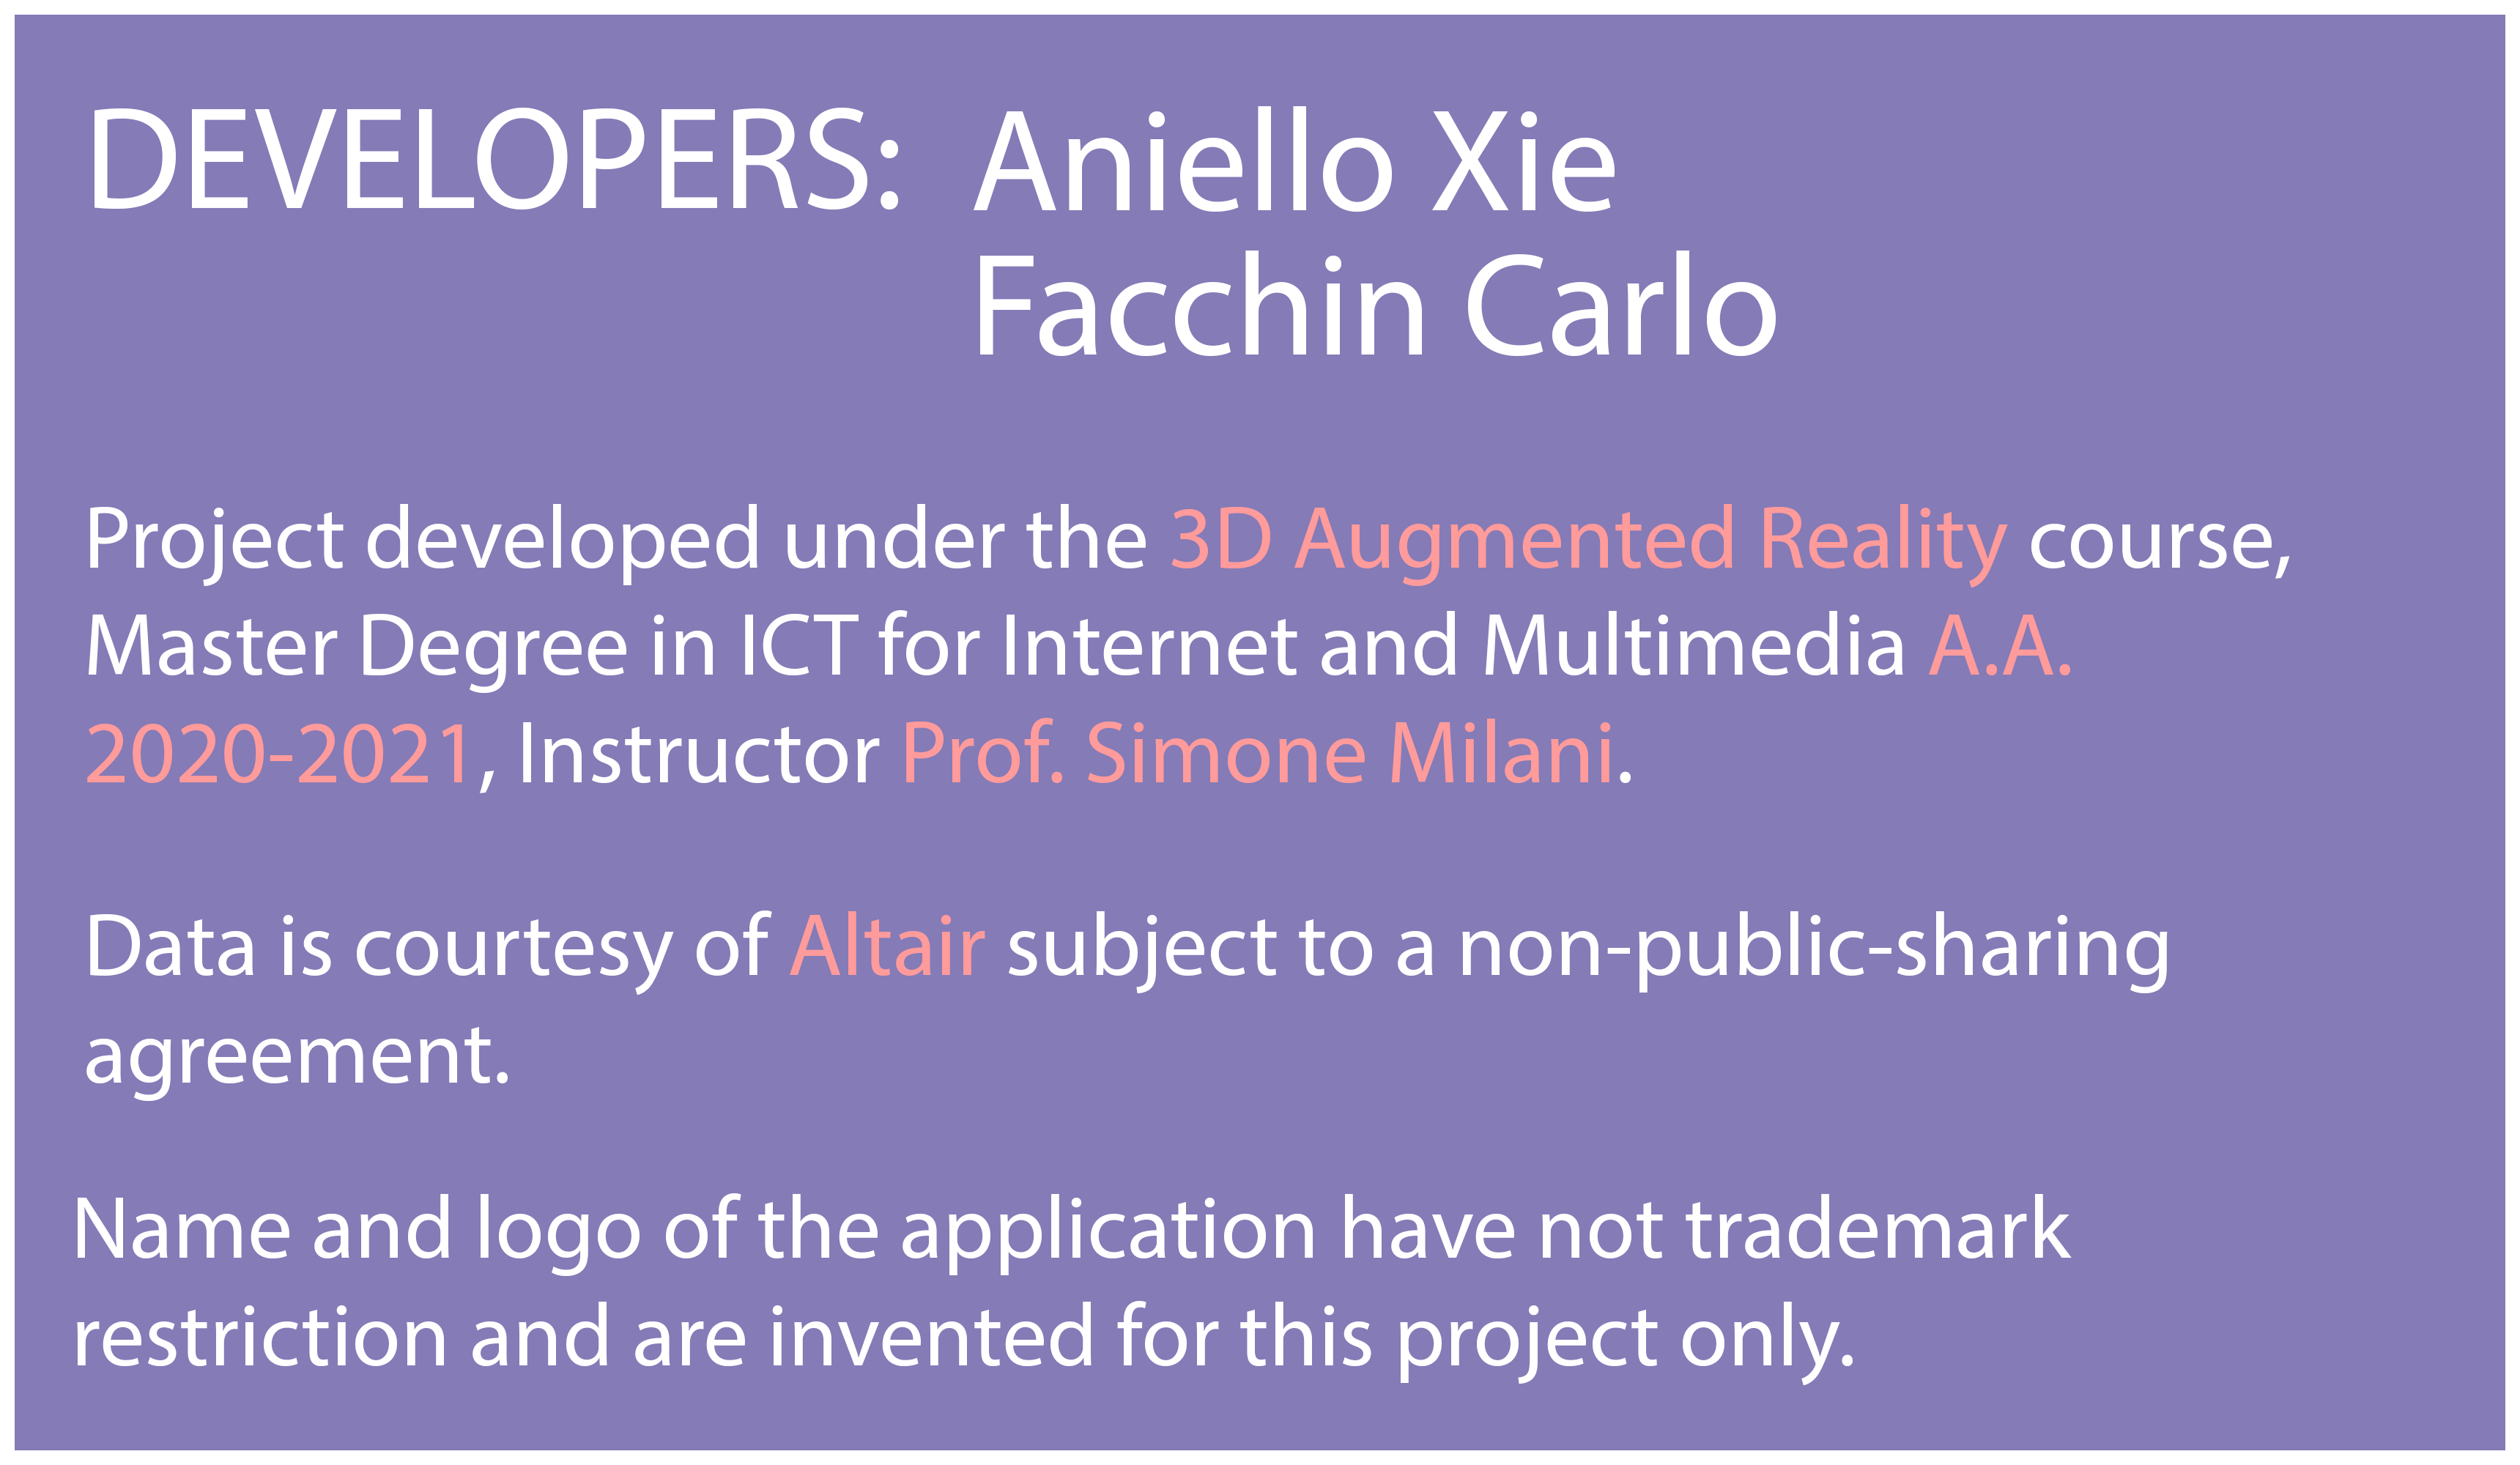 DEVELOPERS: Aniello Xie
Facchin Carlo
Project developed under the 3D Augmented Reality course,
Master Degree in ICT for Internet and Multimedia A.A.
2020-2021, Instructor Prof. Simone Milani.
Data is courtesy of Altair subject to a non-public-sharing
agreement.
Name and logo of the application have not trademark
restriction and are invented for this project only.